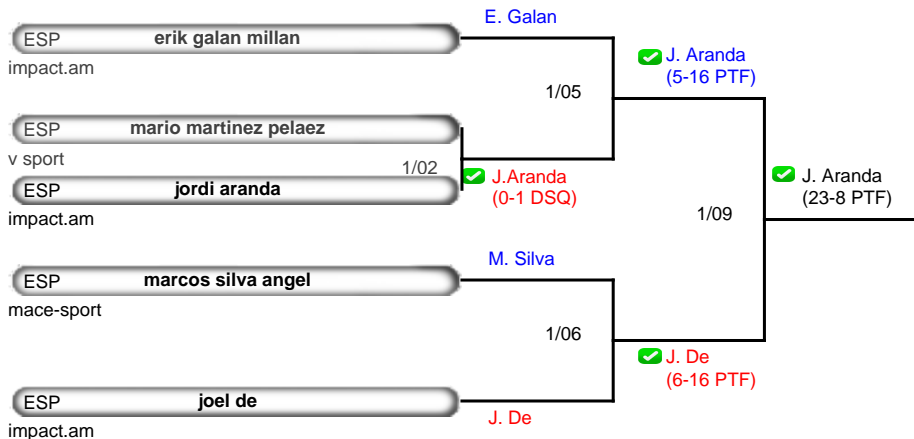 E. Galan
ESP erik galan millan
impact.am
J. Aranda
(5-16 PTF)
1/05
ESP mario martinez pelaez
v sport
1/02
J.Aranda
(0-1 DSQ)
ESP jordi aranda
impact.am
J. Aranda
(23-8 PTF)
1/09
M. Silva
ESP marcos silva angel
mace-sport
1/06
J. De
(6-16 PTF)
ESP joel de
J. De
impact.am